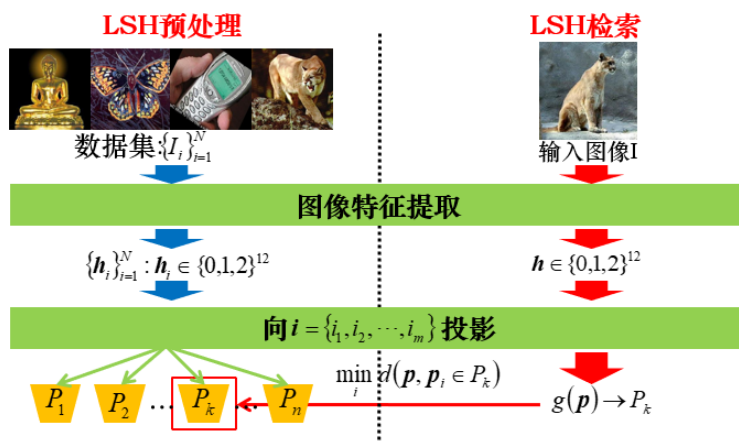 LSH预处理
LSH检索
数据集:{I_i}_{i=1}^N
输入图像I
图像特征提取
{h_i}_{i=1}^N : h_i ∈ {0,1,2}^{12}
h ∈ {0,1,2}^{12}
向 i = {i_1, i_2, ⋯, i_m} 投影
P_1 P_2 … P_k … P_n
min_i d(p, p_i ∈ P_k)
g(p) → P_k